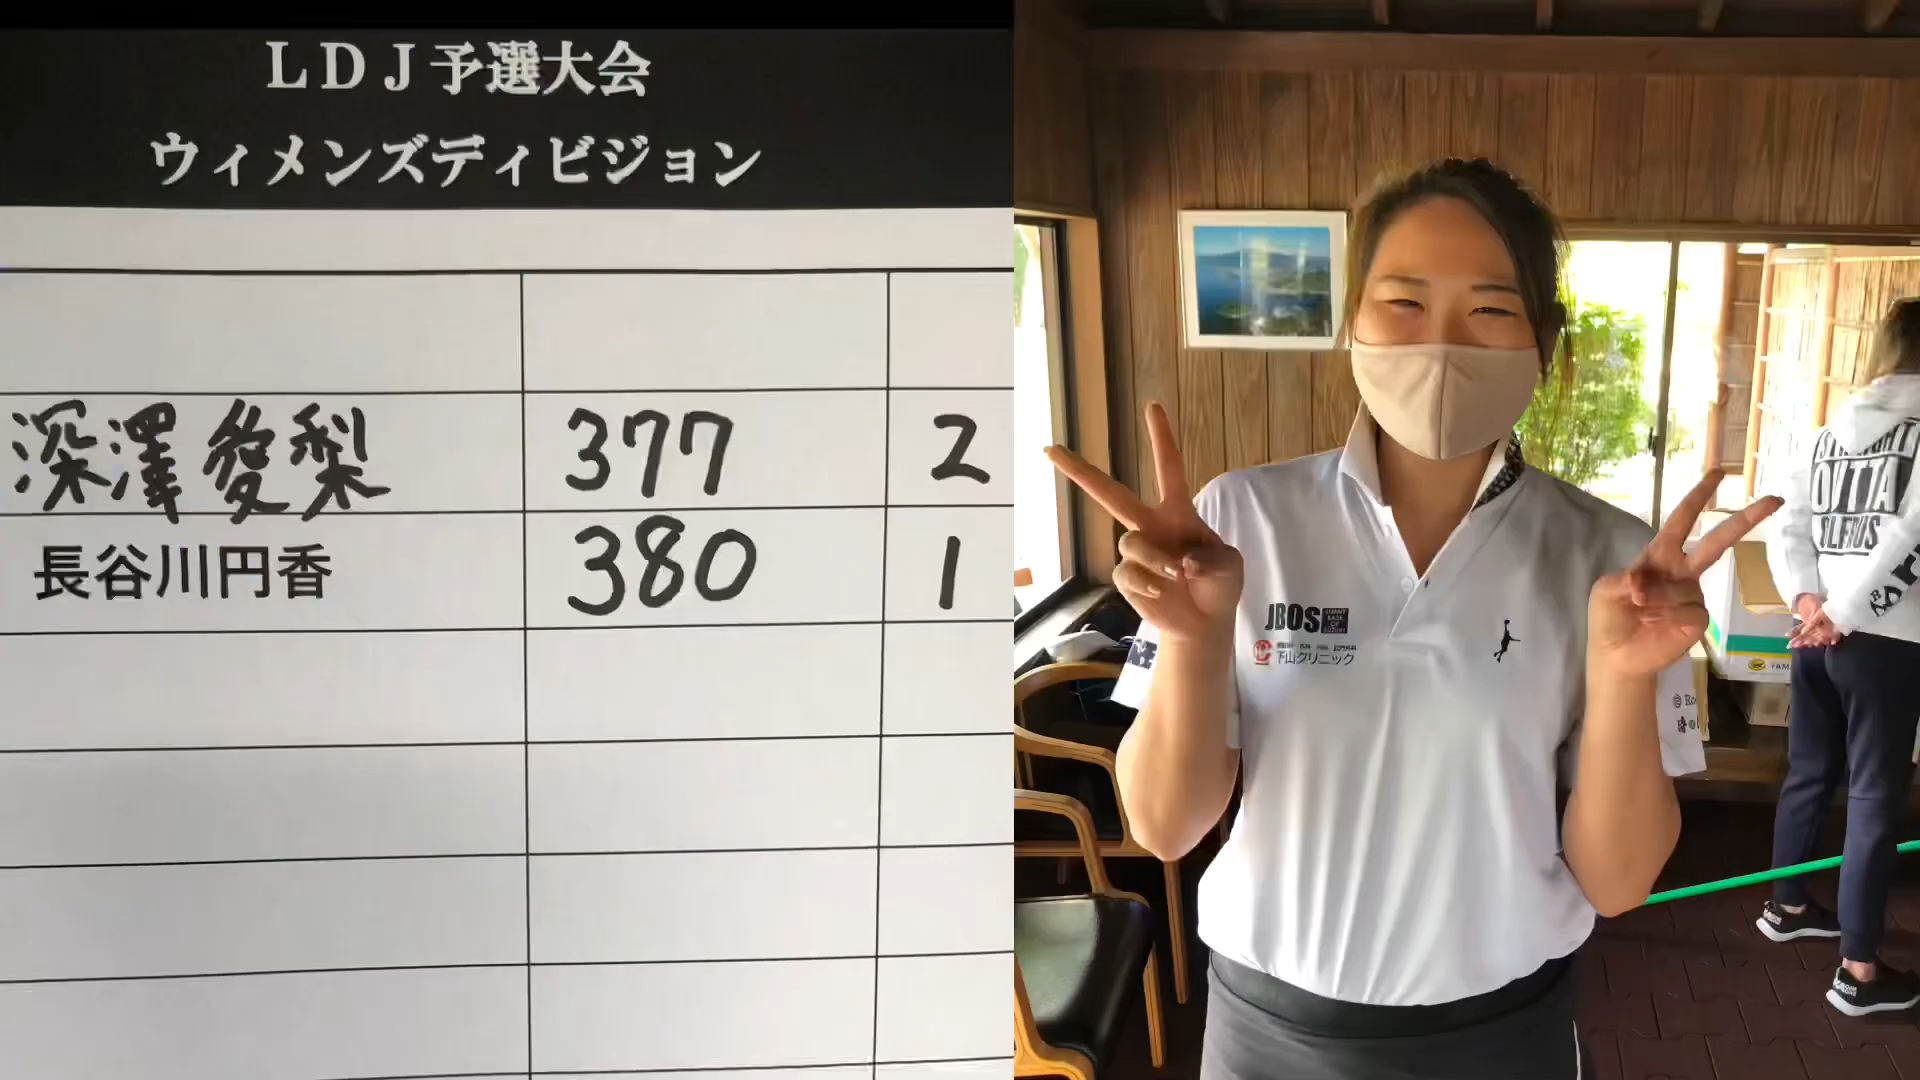 LDJ予選大会
ウィメンズディビジョン
深澤愛梨 377 2
長谷川円香 380 1
JBOS
下山クリニック
OUTTA
YAM